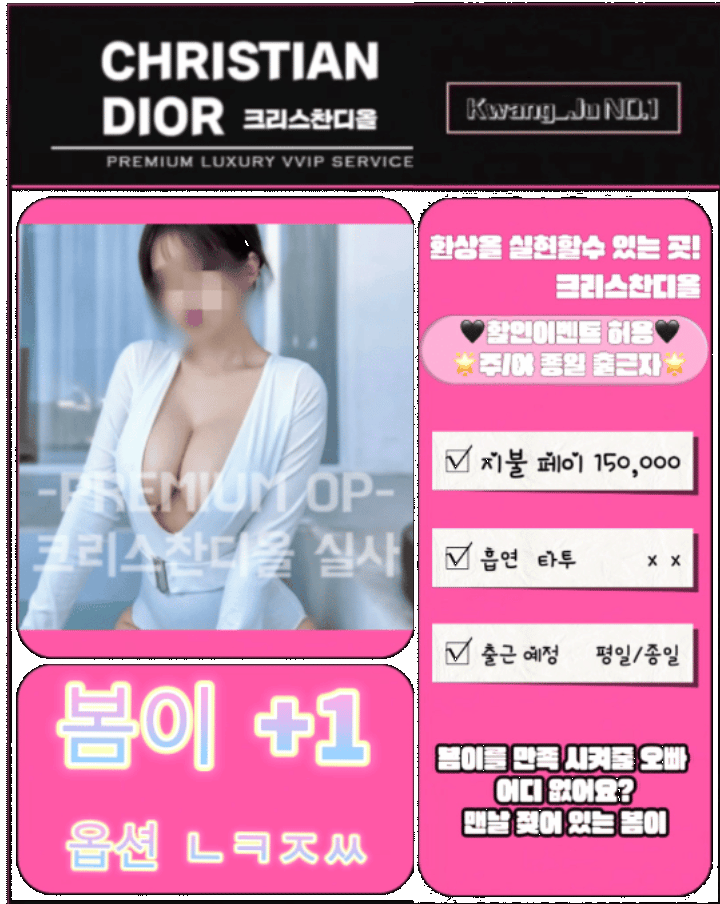 CHRISTIAN
DIOR 크리스찬디올
PREMIUM LUXURY VVIP SERVICE
Kwang_Ju NO.1
-PREMIUM OP-
크리스찬디올 실사
봄이 +1
옵션 ㄴㅋㅈㅆ
환상을 실현할수 있는 곳!
크리스찬디올
🖤할인이벤트 허용🖤
🌟주/야 종일 출근자🌟
지불 페이 150,000
흡연 타투 x x
출근 예정 평일/종일
봄이를 만족 시켜줄 오빠
어디 없어요?
맨날 젖어 있는 봄이